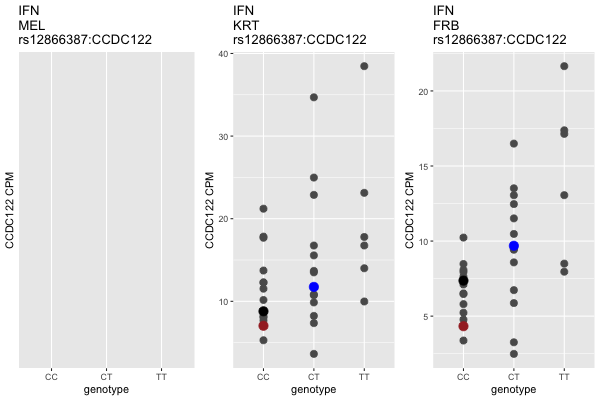 IFN
MEL
rs12866387:CCDC122
CCDC122 CPM
CC CT TT
genotype
IFN
KRT
rs12866387:CCDC122
CCDC122 CPM
40
30
20
10
CC CT TT
genotype
IFN
FRB
rs12866387:CCDC122
CCDC122 CPM
20
15
10
5
CC CT TT
genotype